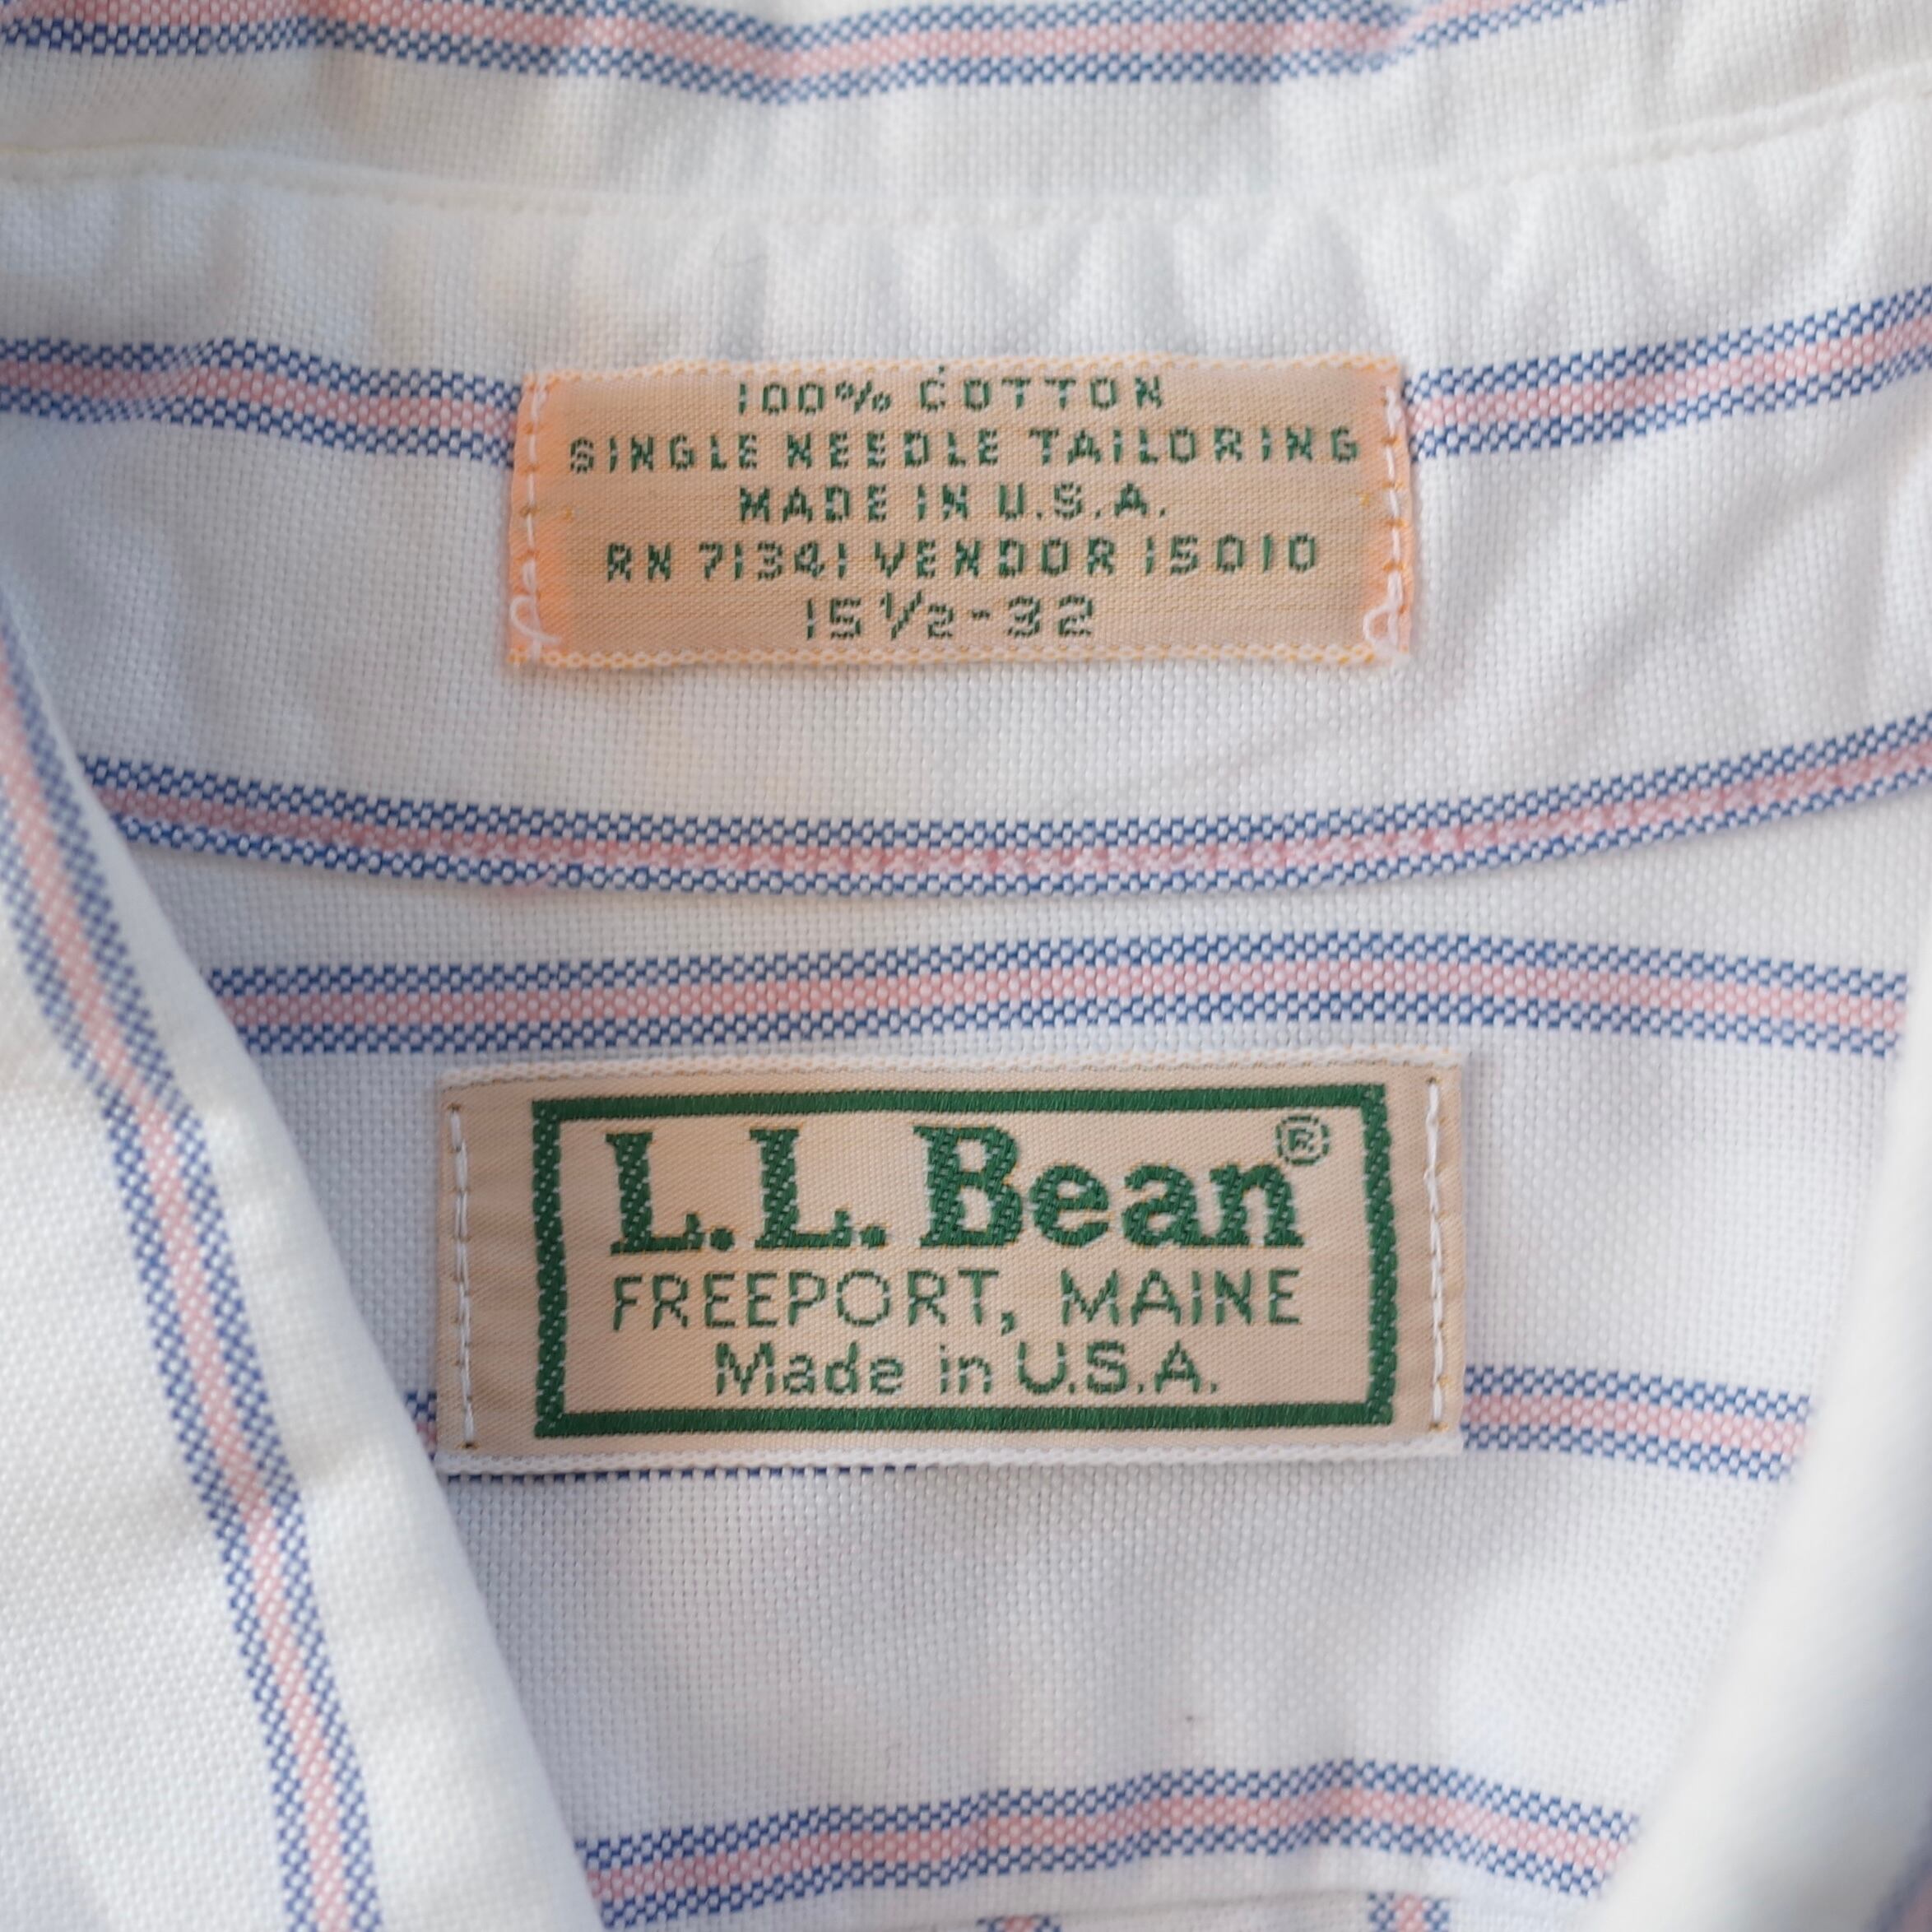 100% COTTON
SINGLE NEEDLE TAILORING
MADE IN U.S.A.
RN 71341 VENDOR 15010
15 ½-32
L.L.Bean®
FREEPORT, MAINE
Made in U.S.A.